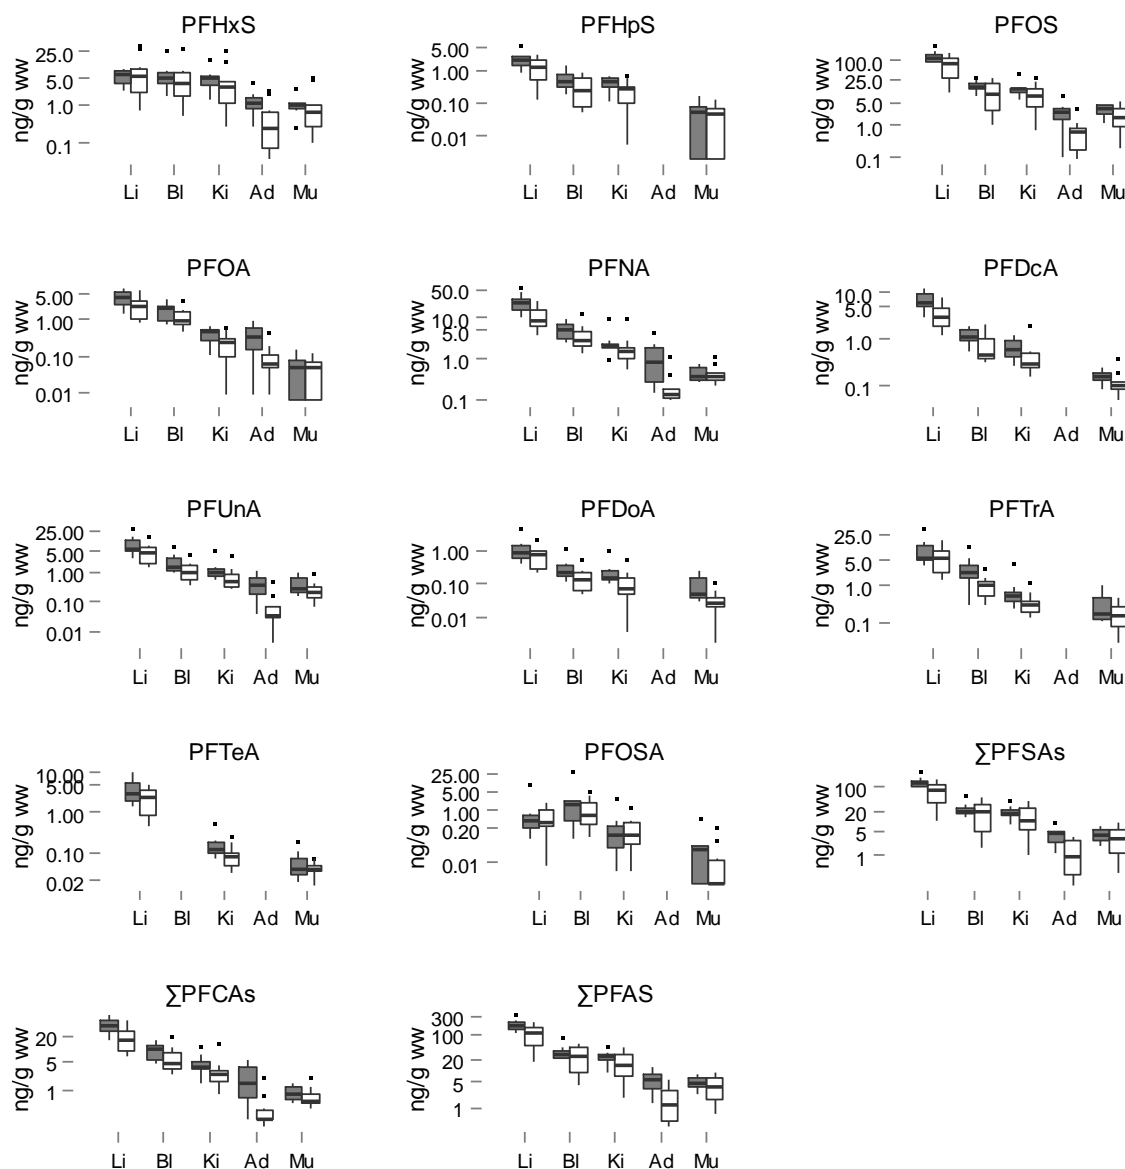 PFHxS
ng/g ww
25.0
5.0
1.0
0.1
Li Bl Ki Ad Mu
PFHpS
ng/g ww
5.00
1.00
0.10
0.01
Li Bl Ki Ad Mu
PFOS
ng/g ww
100.0
25.0
5.0
1.0
0.1
Li Bl Ki Ad Mu
PFOA
ng/g ww
5.00
1.00
0.10
0.01
Li Bl Ki Ad Mu
PFNA
ng/g ww
50.0
10.0
5.0
1.0
0.1
Li Bl Ki Ad Mu
PFDcA
ng/g ww
10.0
5.0
1.0
0.1
Li Bl Ki Ad Mu
PFUnA
ng/g ww
25.00
5.00
1.00
0.10
0.01
Li Bl Ki Ad Mu
PFDoA
ng/g ww
1.00
0.10
0.01
Li Bl Ki Ad Mu
PFTrA
ng/g ww
25.0
5.0
1.0
0.1
Li Bl Ki Ad Mu
PFTeA
ng/g ww
10.00
5.00
1.00
0.10
0.02
Li Bl Ki Ad Mu
PFOSA
ng/g ww
25.00
5.00
1.00
0.20
0.01
Li Bl Ki Ad Mu
∑PFSAs
ng/g ww
100
20
5
1
Li Bl Ki Ad Mu
∑PFCAs
ng/g ww
20
5
1
Li Bl Ki Ad Mu
∑PFAS
ng/g ww
300
100
20
5
1
Li Bl Ki Ad Mu